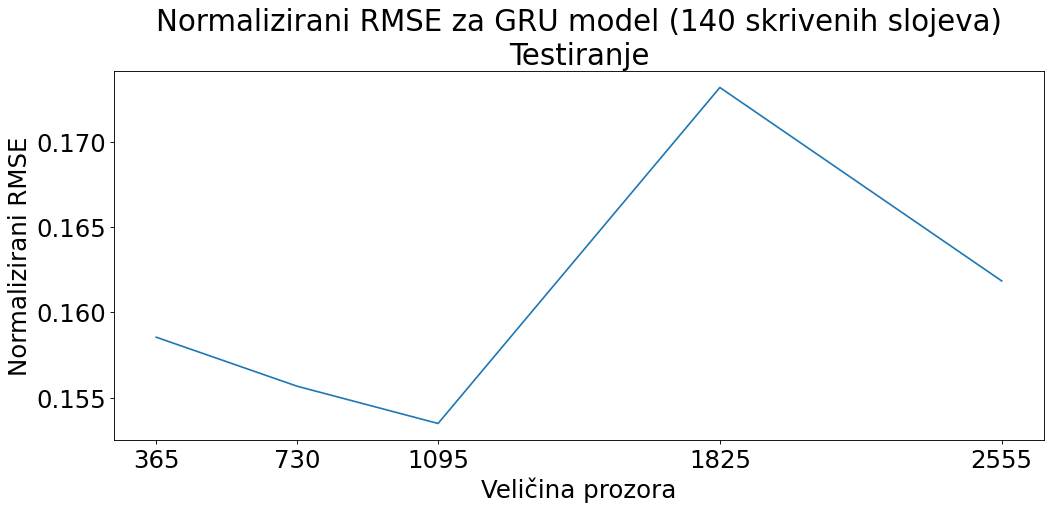 Normalizirani RMSE za GRU model (140 skrivenih slojeva)
Testiranje
Normalizirani RMSE
0.170
0.165
0.160
0.155
365 730 1095 1825 2555
Veličina prozora